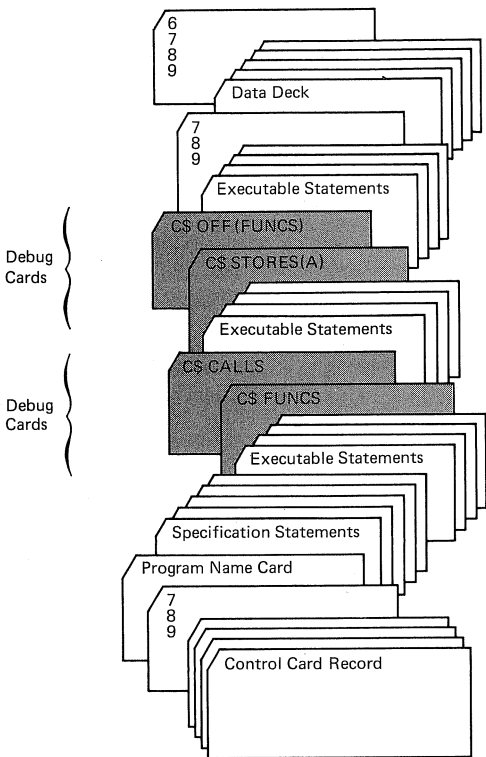 6
7
8
9
Data Deck
7
8
9
Executable Statements
C$ OFF(FUNCS)
C$ STORES(A)
Debug
Cards
Executable Statements
C$ CALLS
C$ FUNCS
Debug
Cards
Executable Statements
Specification Statements
Program Name Card
7
8
9
Control Card Record